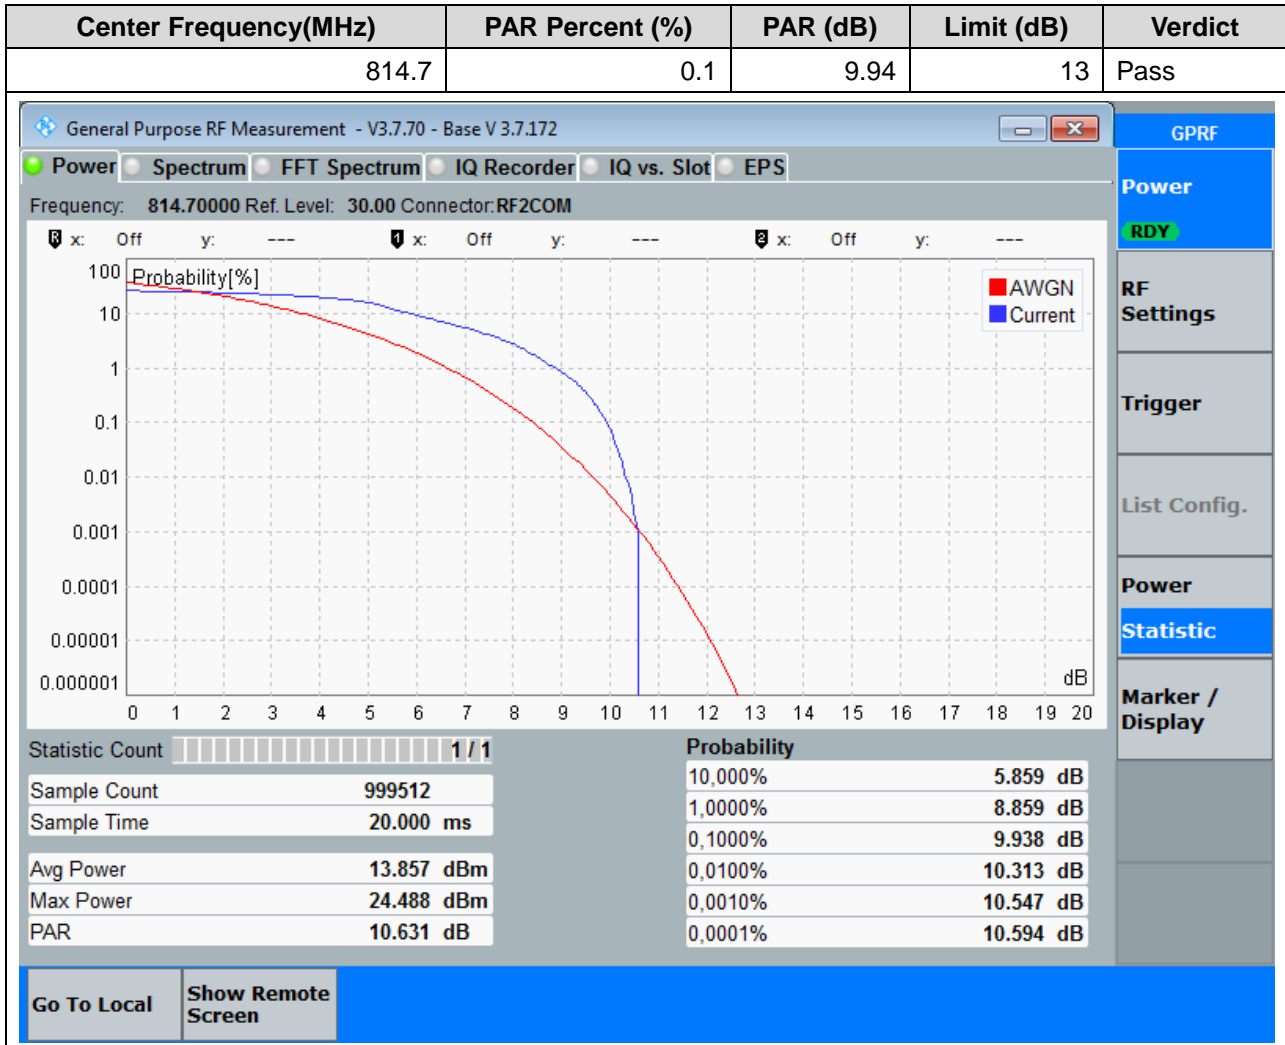 Center Frequency(MHz) PAR Percent (%) PAR (dB) Limit (dB) Verdict
814.7 0.1 9.94 13 Pass
General Purpose RF Measurement - V3.7.70 - Base V 3.7.172
GPRF
Power Spectrum FFT Spectrum IQ Recorder IQ vs. Slot EPS
Power
RDY
Frequency: 814.70000 Ref. Level: 30.00 Connector:RF2COM
R x: Off y: --- 1 x: Off y: --- 2 x: Off y: ---
Probability[%]
AWGN
Current
100
10
1
0.1
0.01
0.001
0.0001
0.00001
0.000001
dB
0 1 2 3 4 5 6 7 8 9 10 11 12 13 14 15 16 17 18 19 20
RF
Settings
Trigger
List Config.
Power
Statistic
Marker /
Display
Statistic Count 1 / 1
Sample Count 999512
Sample Time 20.000 ms
Avg Power 13.857 dBm
Max Power 24.488 dBm
PAR 10.631 dB
Probability
10,000% 5.859 dB
1,0000% 8.859 dB
0,1000% 9.938 dB
0,0100% 10.313 dB
0,0010% 10.547 dB
0,0001% 10.594 dB
Go To Local
Show Remote
Screen